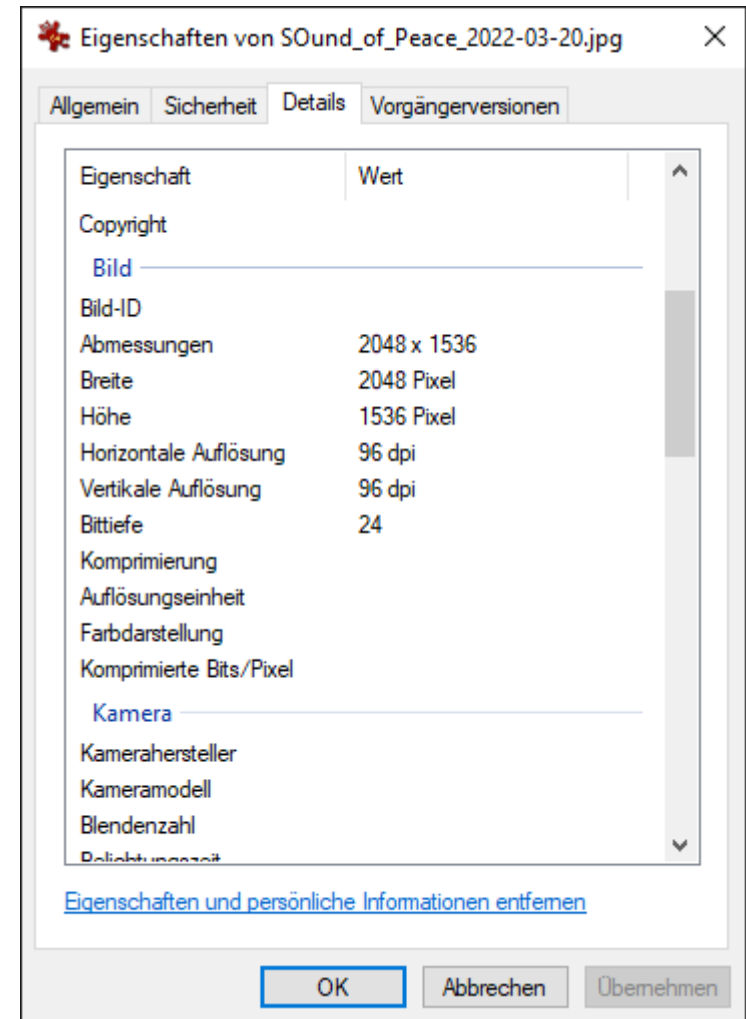 Eigenschaften von SOund_of_Peace_2022-03-20.jpg
Allgemein Sicherheit Details Vorgängerversionen
Eigenschaft Wert
Copyright
Bild
Bild-ID
Abmessungen 2048 x 1536
Breite 2048 Pixel
Höhe 1536 Pixel
Horizontale Auflösung 96 dpi
Vertikale Auflösung 96 dpi
Bittiefe 24
Komprimierung
Auflösungseinheit
Farbdarstellung
Komprimierte Bits/Pixel
Kamera
Kamerahersteller
Kameramodell
Blendenzahl
Belichtungszeit
Eigenschaften und persönliche Informationen entfernen
OK Abbrechen Übernehmen